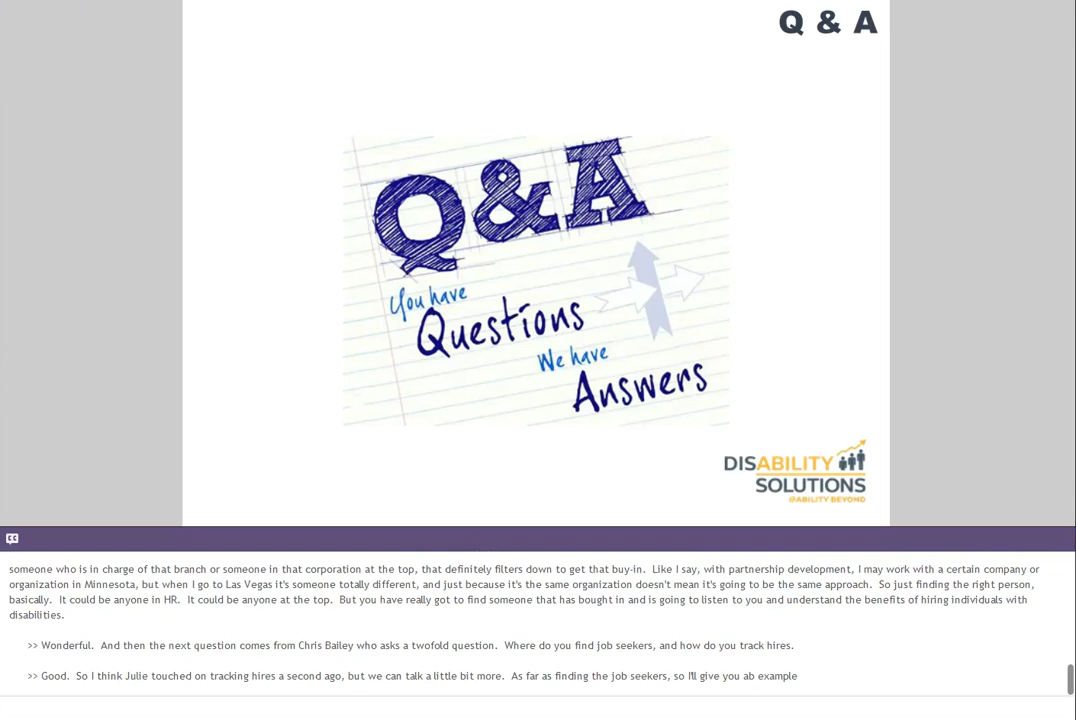 Q & A
Q&A
You have
Questions
We have
Answers
DISABILITY
SOLUTIONS
@ABILITY BEYOND
CC
someone who is in charge of that branch or someone in that corporation at the top, that definitely filters down to get that buy-in.  Like I say, with partnership development, I may work with a certain company or
organization in Minnesota, but when I go to Las Vegas it's someone totally different, and just because it's the same organization doesn't mean it's going to be the same approach.  So just finding the right person,
basically.  It could be anyone in HR.  It could be anyone at the top.  But you have really got to find someone that has bought in and is going to listen to you and understand the benefits of hiring individuals with
disabilities.
>> Wonderful.  And then the next question comes from Chris Bailey who asks a twofold question.  Where do you find job seekers, and how do you track hires.
>> Good.  So I think Julie touched on tracking hires a second ago, but we can talk a little bit more.  As far as finding the job seekers, so I'll give you ab example